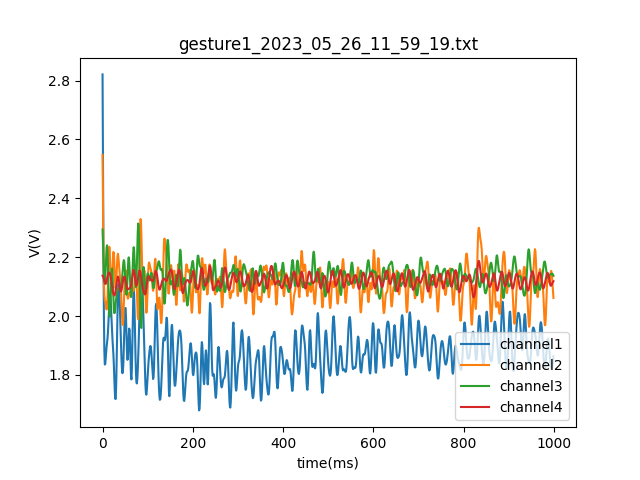 gesture1_2023_05_26_11_59_19.txt
V(V)
2.8
2.6
2.4
2.2
2.0
1.8
0 200 400 600 800 1000
time(ms)
channel1
channel2
channel3
channel4